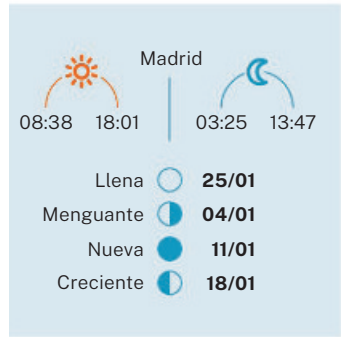 Madrid
08:38 18:01 03:25 13:47
Llena 25/01
Menguante 04/01
Nueva 11/01
Creciente 18/01